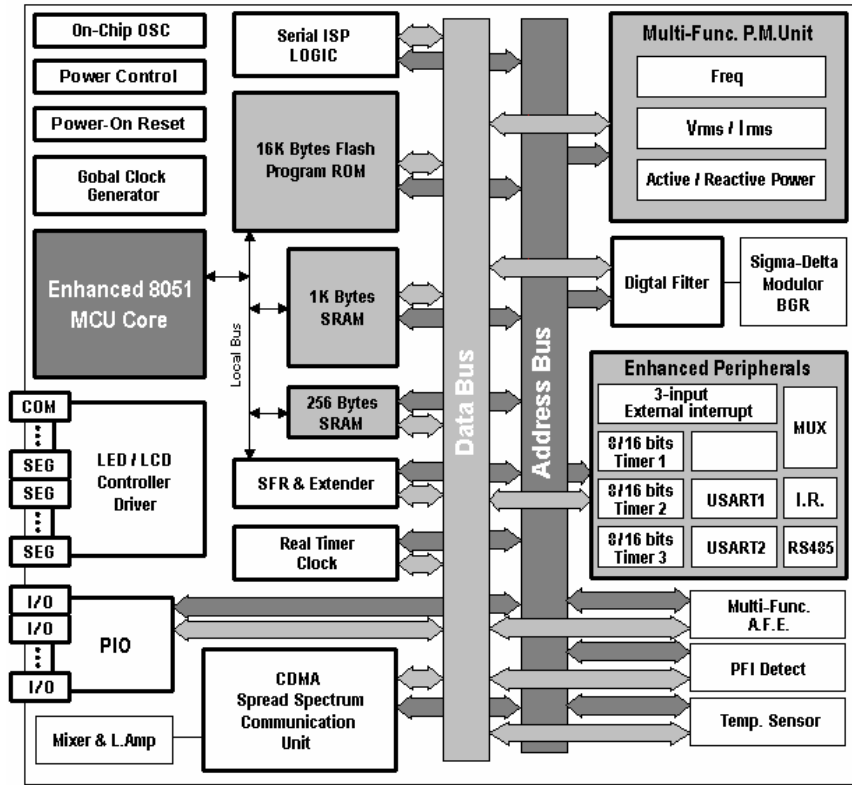 On-Chip OSC
Power Control
Power-On Reset
Gobal Clock
Generator
Enhanced 8051
MCU Core
Serial ISP
LOGIC
16K Bytes Flash
Program ROM
1K Bytes
SRAM
256 Bytes
SRAM
Local Bus
SFR & Extender
Real Timer
Clock
COM
SEG
SEG
SEG
LED / LCD
Controller
Driver
I/O
I/O
I/O
PIO
CDMA
Spread Spectrum
Communication
Unit
Mixer & L.Amp
Data Bus
Address Bus
Multi-Func. P.M.Unit
Freq
Vrms / Irms
Active / Reactive Power
Digtal Filter
Sigma-Delta
Modulor
BGR
Enhanced Peripherals
3-input
External interrupt
MUX
8/16 bits
Timer 1
8/16 bits
Timer 2
USART1
I.R.
8/16 bits
Timer 3
USART2
RS485
Multi-Func.
A.F.E.
PFI Detect
Temp. Sensor